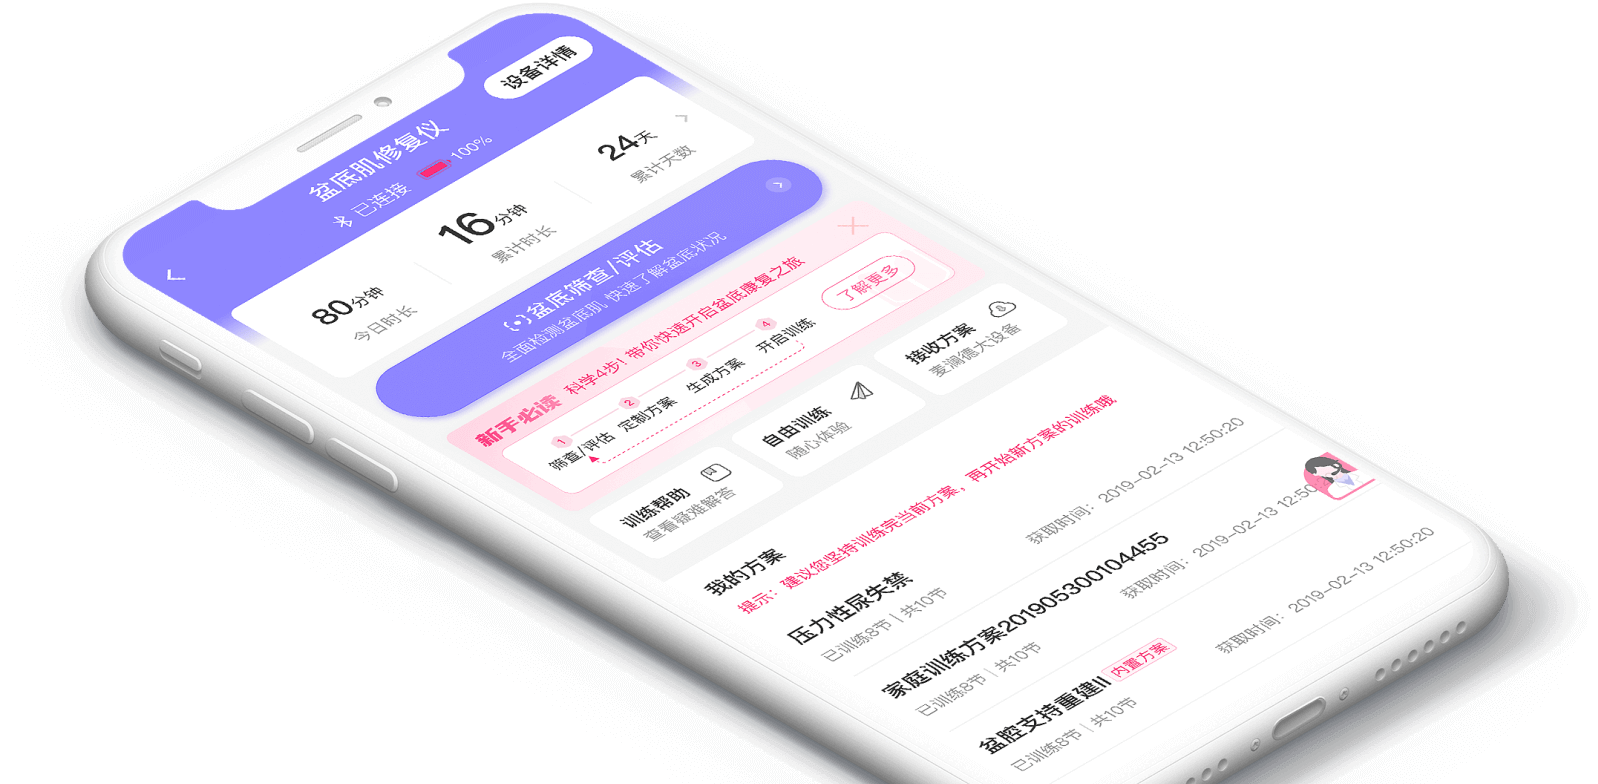 设备详情
盆底肌修复仪
已连接 100%
80分钟
今日时长
16分钟
累计时长
24天
累计天数
盆底筛查/评估
全面检测盆底肌 快速了解盆底状况
新手必读 科学4步! 带你快速开启盆底康复之旅
1 2 3 4
筛查/评估 定制方案 生成方案 开启训练
了解更多
训练帮助
查看疑难解答
自由训练
随心体验
接收方案
麦澜德大设备
我的方案
提示：建议您坚持训练完当前方案，再开始新方案的训练哦
压力性尿失禁
已训练8节 | 共10节
获取时间：2019-02-13 12:50:20
家庭训练方案201905300104455
已训练8节 | 共10节
获取时间：2019-02-13 12:50
盆腔支持重建II 内置方案
已训练8节 | 共10节
获取时间：2019-02-13 12:50:20